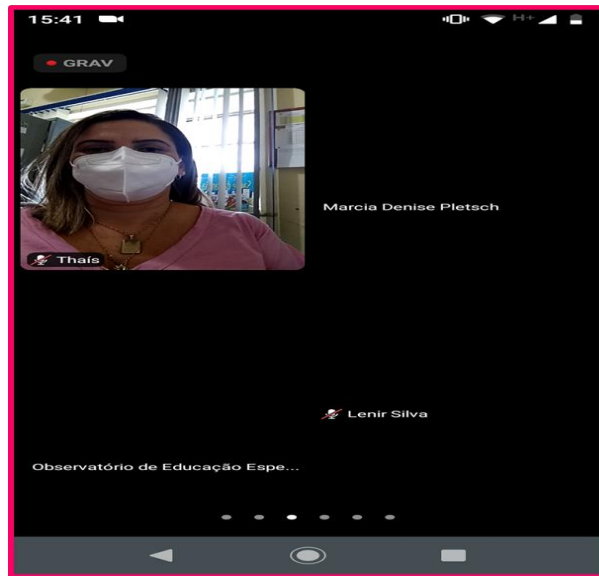 15:41
H+
GRAV
Marcia Denise Pletsch
Thaís
Lenir Silva
Observatório de Educação Espe...